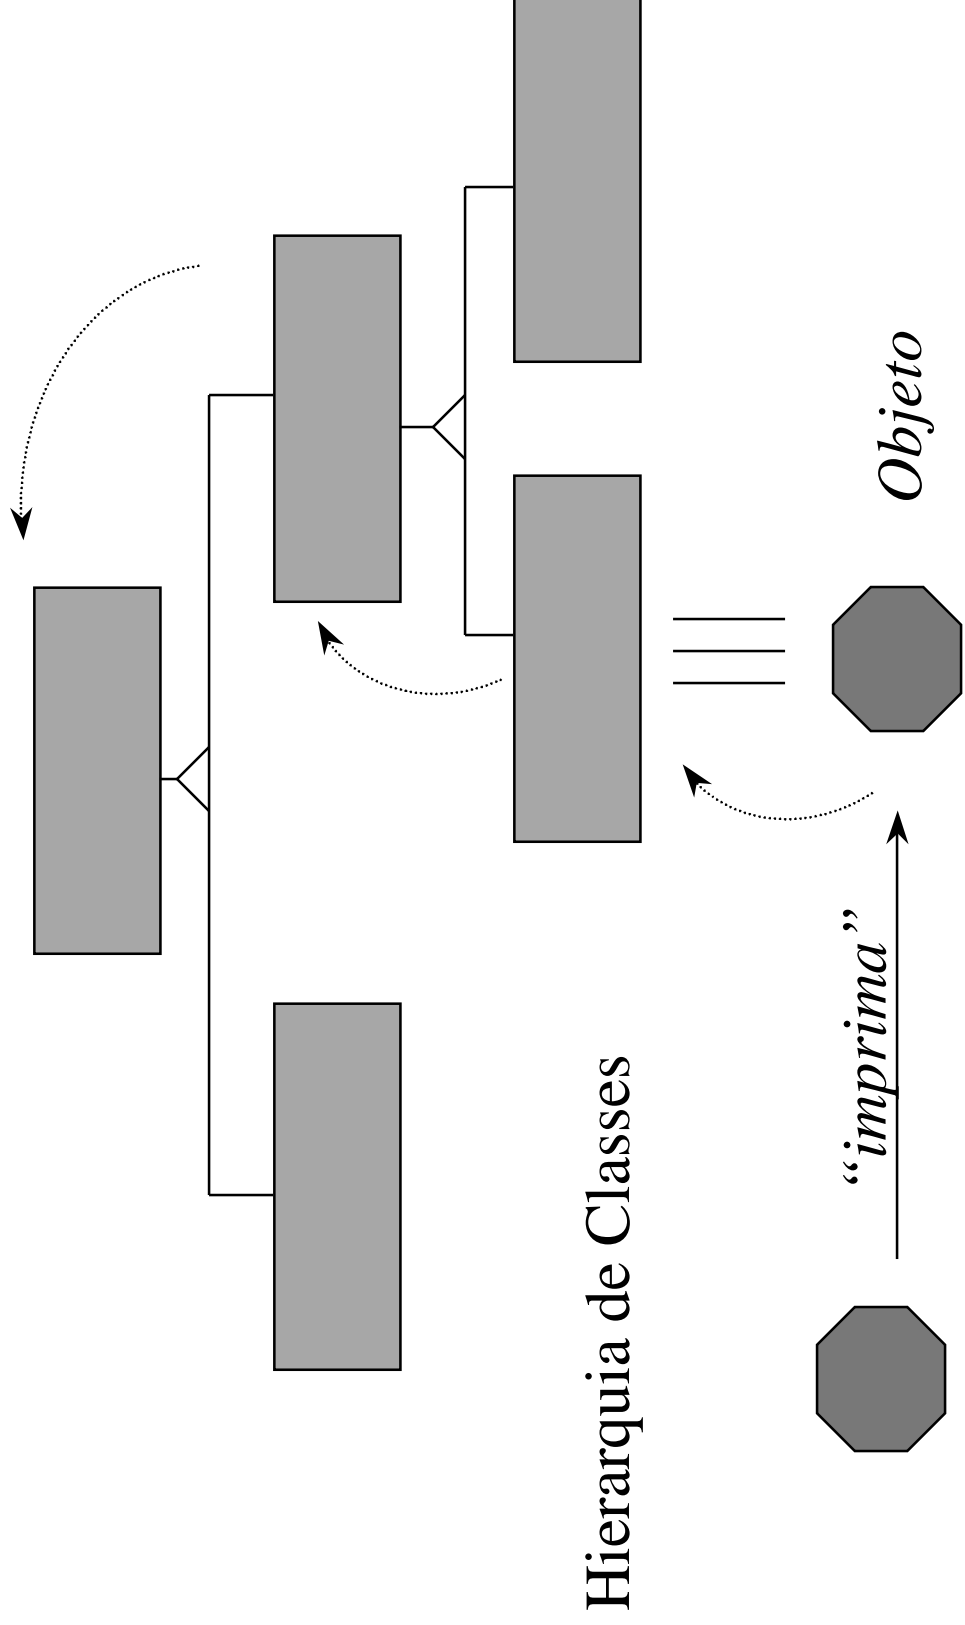 Hierarquia de Classes
“imprima”
Objeto